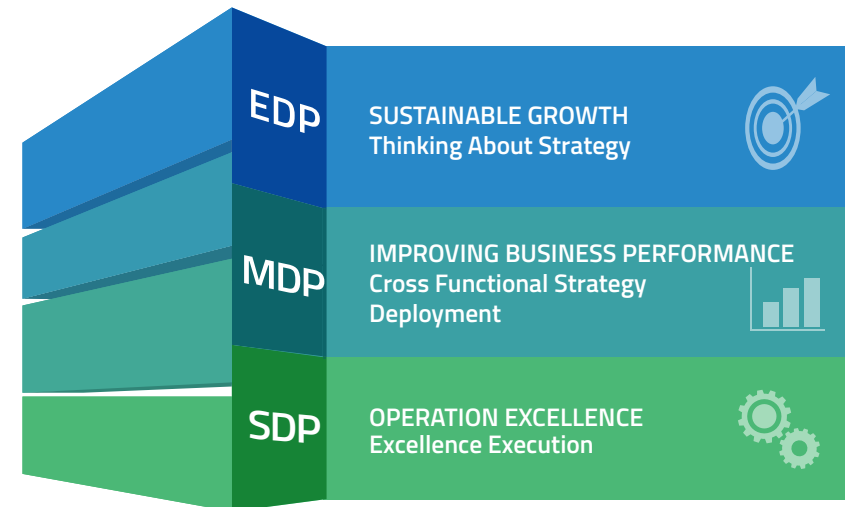 EDP
SUSTAINABLE GROWTH
Thinking About Strategy
MDP
IMPROVING BUSINESS PERFORMANCE
Cross Functional Strategy
Deployment
SDP
OPERATION EXCELLENCE
Excellence Execution